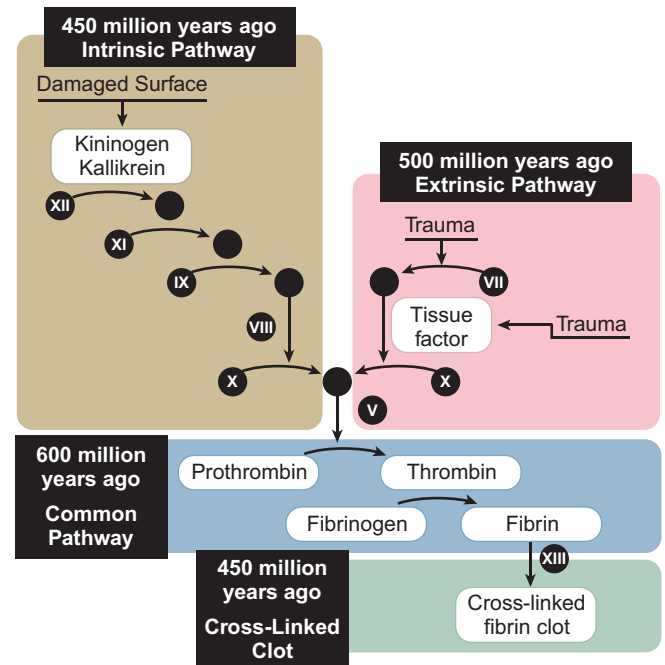 450 million years ago
Intrinsic Pathway
Damaged Surface
Kininogen
Kallikrein
XII
XI
IX
VIII
X
500 million years ago
Extrinsic Pathway
Trauma
VII
Tissue
factor
Trauma
X
V
600 million
years ago
Common
Pathway
Prothrombin
Thrombin
Fibrinogen
Fibrin
XIII
450 million
years ago
Cross-Linked
Clot
Cross-linked
fibrin clot